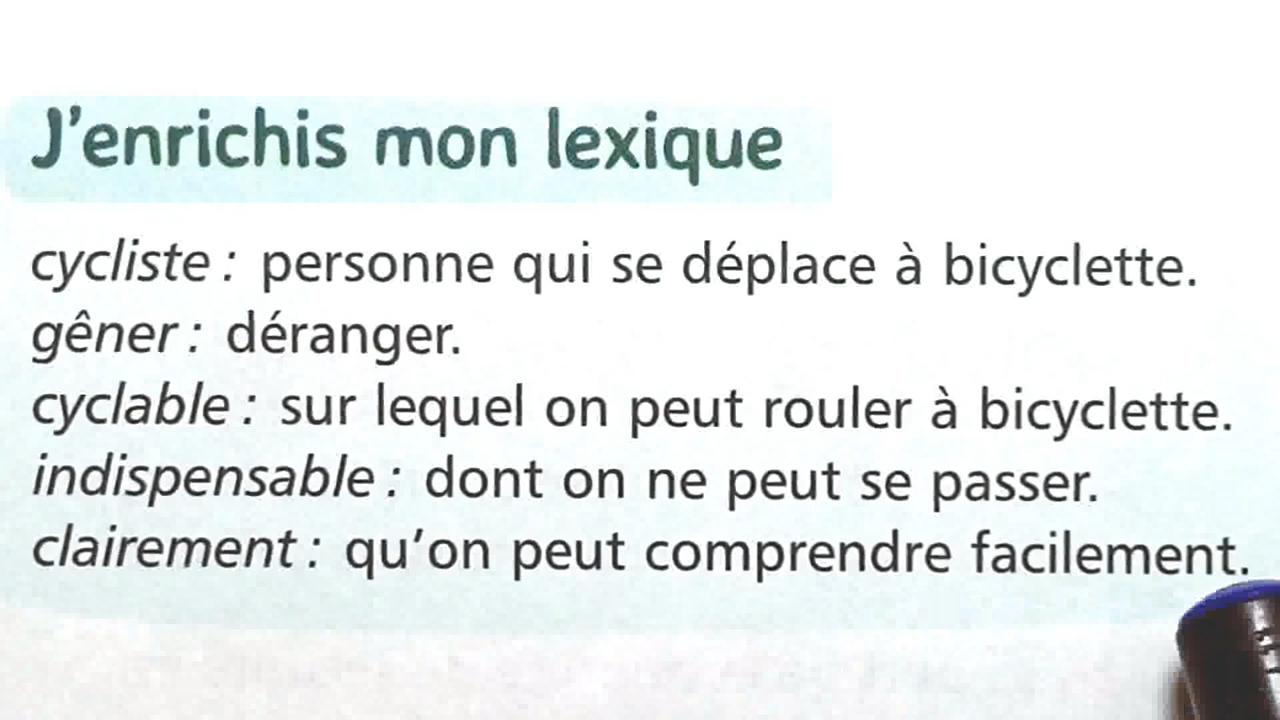 J'enrichis mon lexique
cycliste : personne qui se déplace à bicyclette.
gêner : déranger.
cyclable : sur lequel on peut rouler à bicyclette.
indispensable : dont on ne peut se passer.
clairement : qu'on peut comprendre facilement.